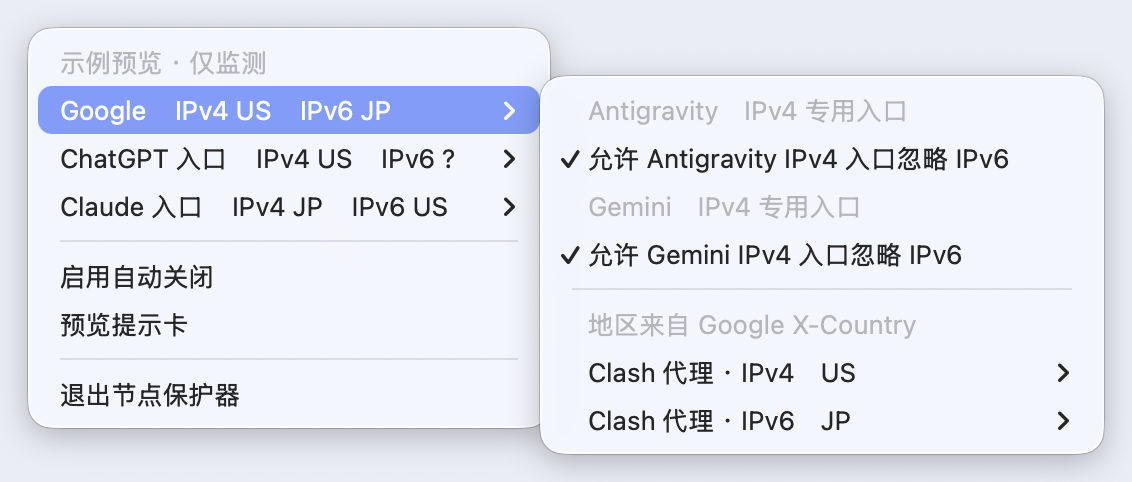 示例预览 · 仅监测
Google IPv4 US IPv6 JP
ChatGPT 入口 IPv4 US IPv6 ?
Claude 入口 IPv4 JP IPv6 US
启用自动关闭
预览提示卡
退出节点保护器
Antigravity IPv4 专用入口
允许 Antigravity IPv4 入口忽略 IPv6
Gemini IPv4 专用入口
允许 Gemini IPv4 入口忽略 IPv6
地区来自 Google X-Country
Clash 代理 · IPv4 US
Clash 代理 · IPv6 JP